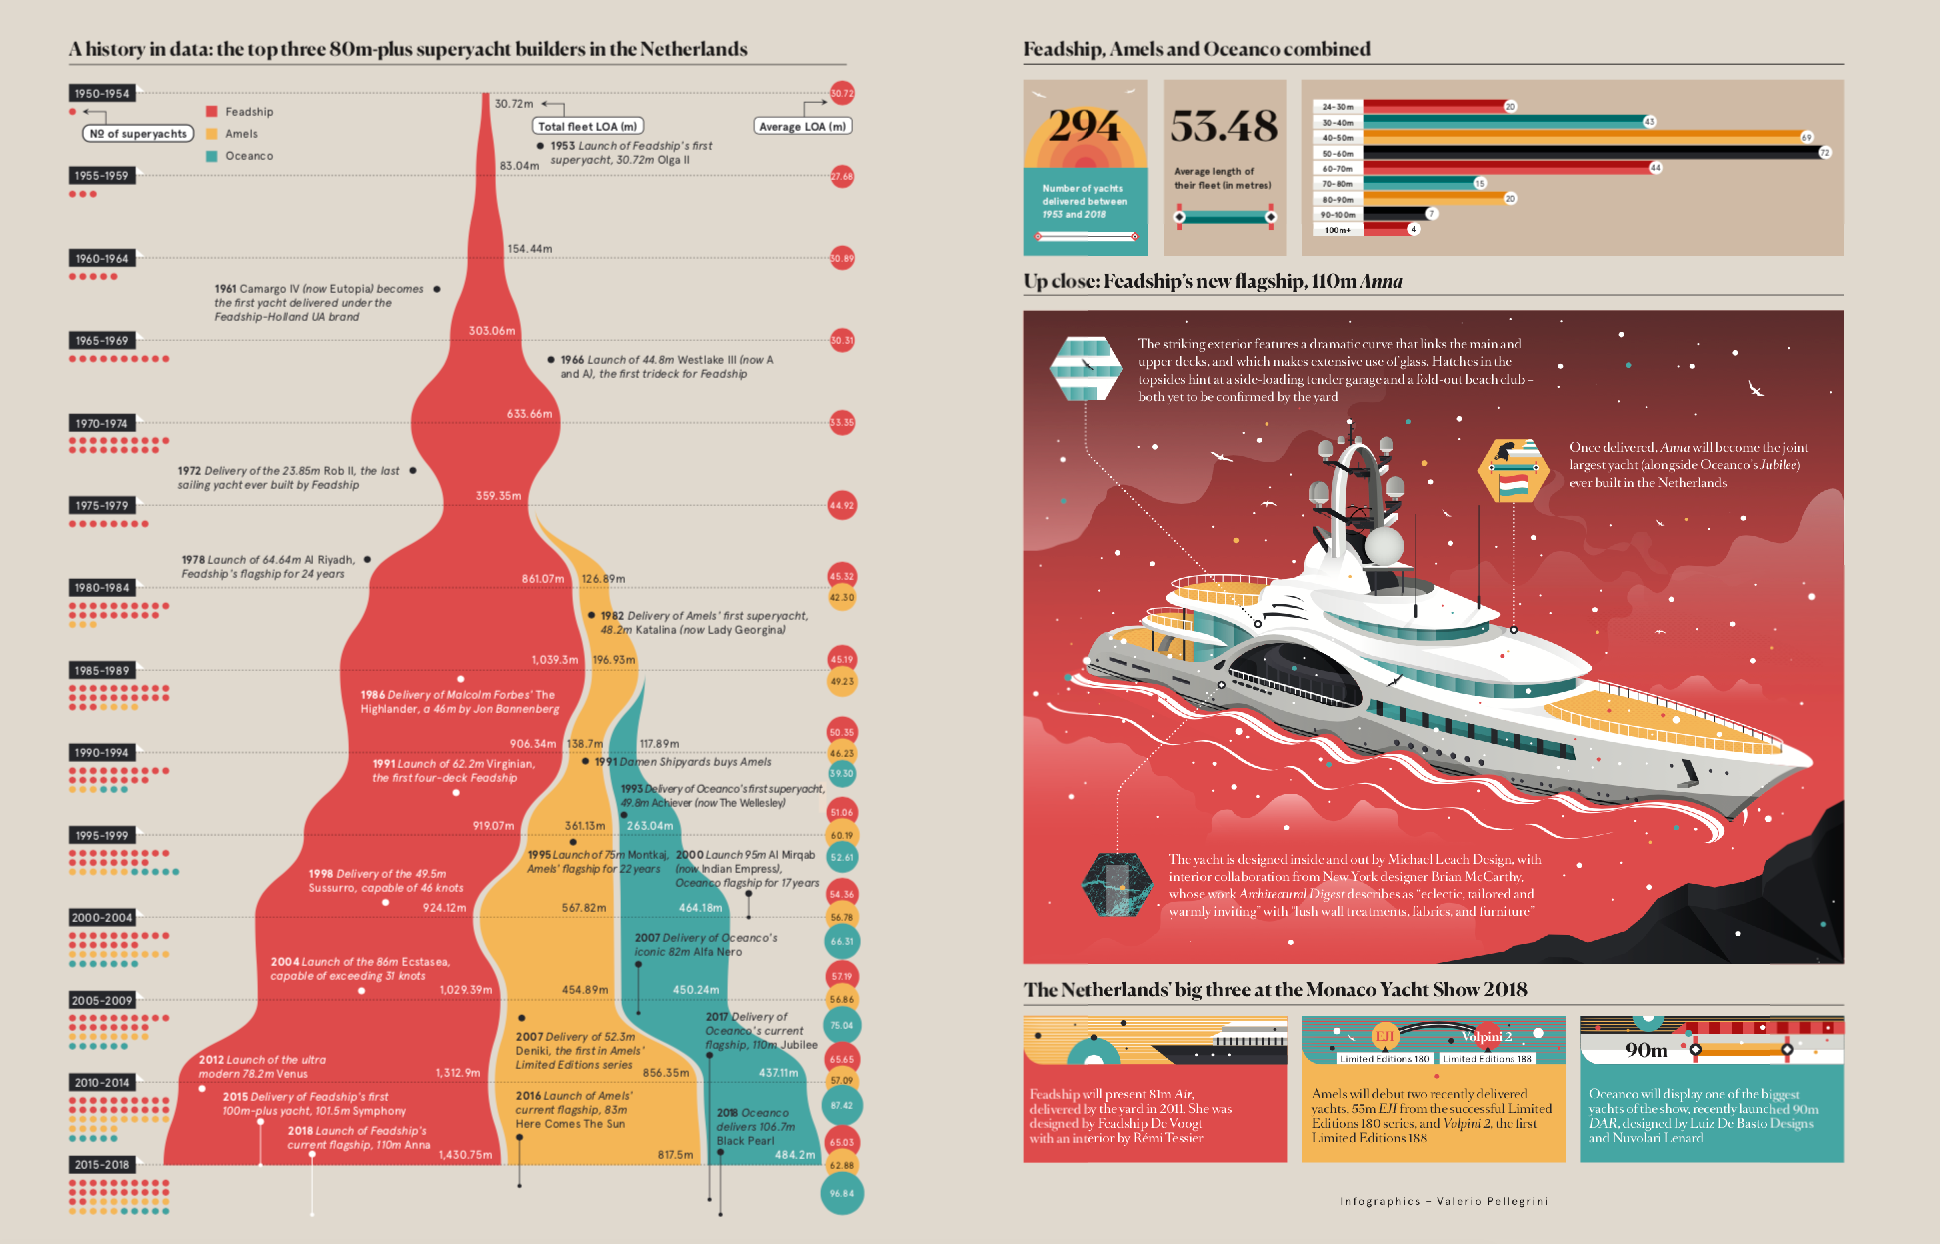 A history in data: the top three 80m-plus superyacht builders in the Netherlands
1950-1954
Nº of superyachts
Feadship
Amels
Oceanco
30.72m
Total fleet LOA (m)
Average LOA (m)
30.72
1953 Launch of Feadship's first
superyacht, 30.72m Olga II
83.04m
1955-1959
27.68
154.44m
1960-1964
30.89
1961 Camargo IV (now Eutopia) becomes
the first yacht delivered under the
Feadship-Holland UA brand
303.06m
1965-1969
30.31
1966 Launch of 44.8m Westlake III (now A
and A), the first trideck for Feadship
633.66m
1970-1974
33.35
1972 Delivery of the 23.85m Rob II, the last
sailing yacht ever built by Feadship
359.35m
1975-1979
44.92
1978 Launch of 64.64m Al Riyadh,
Feadship's flagship for 24 years
861.07m
126.89m
1980-1984
45.32
42.30
1982 Delivery of Amels' first superyacht,
48.2m Katalina (now Lady Georgina)
1,039.3m
196.93m
1985-1989
45.19
49.23
1986 Delivery of Malcolm Forbes' The
Highlander, a 46m by Jon Bannenberg
906.34m
138.7m
117.89m
1990-1994
50.35
46.23
39.30
1991 Launch of 62.2m Virginian,
the first four-deck Feadship
1991 Damen Shipyards buys Amels
1993 Delivery of Oceanco's first superyacht,
49.8m Achiever (now The Wellesley)
919.07m
361.13m
263.04m
1995-1999
51.06
60.19
52.61
1995 Launch of 75m Montkaj,
Amels' flagship for 22 years
2000 Launch 95m Al Mirqab
(now Indian Empress),
Oceanco flagship for 17 years
1998 Delivery of the 49.5m
Sussurro, capable of 46 knots
924.12m
567.82m
464.18m
2000-2004
54.36
56.78
66.31
2004 Launch of the 86m Ecstasea,
capable of exceeding 31 knots
2007 Delivery of Oceanco's
iconic 82m Alfa Nero
1,029.39m
454.89m
450.24m
2005-2009
57.19
56.86
75.04
2007 Delivery of 52.3m
Deniki, the first in Amels'
Limited Editions series
2017 Delivery of
Oceanco's current
flagship, 110m Jubilee
2012 Launch of the ultra
modern 78.2m Venus
1,312.9m
856.35m
437.11m
2010-2014
65.65
57.09
87.42
2015 Delivery of Feadship's first
100m-plus yacht, 101.5m Symphony
2016 Launch of Amels'
current flagship, 83m
Here Comes The Sun
2018 Oceanco
delivers 106.7m
Black Pearl
2018 Launch of Feadship's
current flagship, 110m Anna
1,430.75m
817.5m
484.2m
2015-2018
65.03
62.88
96.84
Feadship, Amels and Oceanco combined
294
Number of yachts
delivered between
1953 and 2018
53.48
Average length of
their fleet (in metres)
24-30m 20
30-40m 43
40-50m 69
50-60m 72
60-70m 44
70-80m 15
80-90m 20
90-100m 7
100m+ 4
Up close: Feadship's new flagship, 110m Anna
The striking exterior features a dramatic curve that links the main and
upper decks, and which makes extensive use of glass. Hatches in the
topsides hint at a side-loading tender garage and a fold-out beach club –
both yet to be confirmed by the yard
Once delivered, Anna will become the joint
largest yacht (alongside Oceanco's Jubilee)
ever built in the Netherlands
The yacht is designed inside and out by Michael Leach Design, with
interior collaboration from New York designer Brian McCarthy,
whose work Architecural Digest describes as "eclectic, tailored and
warmly inviting" with "lush wall treatments, fabrics, and furniture"
The Netherlands' big three at the Monaco Yacht Show 2018
Feadship will present 81m Air,
delivered by the yard in 2011. She was
designed by Feadship De Voogt
with an interior by Rémi Tessier
EJI
Volpini 2
Limited Editions 180
Limited Editions 188
Amels will debut two recently delivered
yachts, 55m EJI from the successful Limited
Editions 180 series, and Volpini 2, the first
Limited Editions 188
90m
Oceanco will display one of the biggest
yachts of the show, recently launched 90m
DAR, designed by Luiz De Basto Designs
and Nuvolari Lenard
Infographics – Valerio Pellegrini